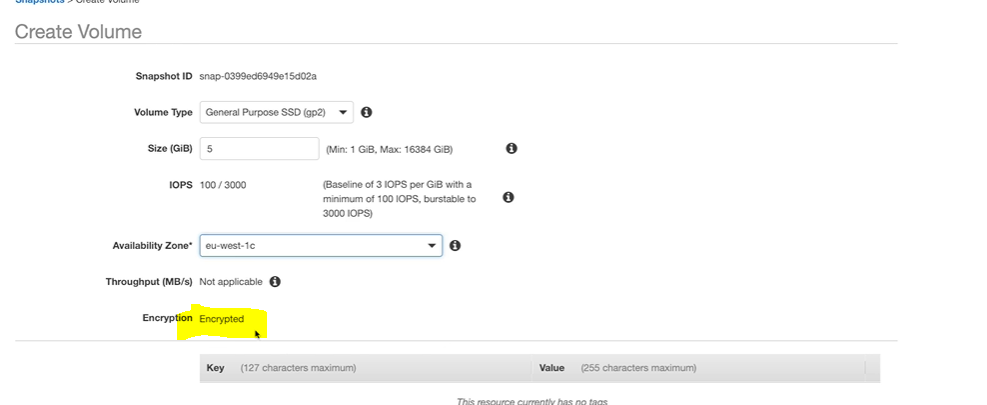 Snapshots > Create Volume
Create Volume
Snapshot ID snap-0399ed6949e15d02a
Volume Type General Purpose SSD (gp2)
Size (GiB) 5 (Min: 1 GiB, Max: 16384 GiB)
IOPS 100 / 3000 (Baseline of 3 IOPS per GiB with a
minimum of 100 IOPS, burstable to
3000 IOPS)
Availability Zone* eu-west-1c
Throughput (MB/s) Not applicable
Encryption Encrypted
Key (127 characters maximum) Value (255 characters maximum)
This resource currently has no tags